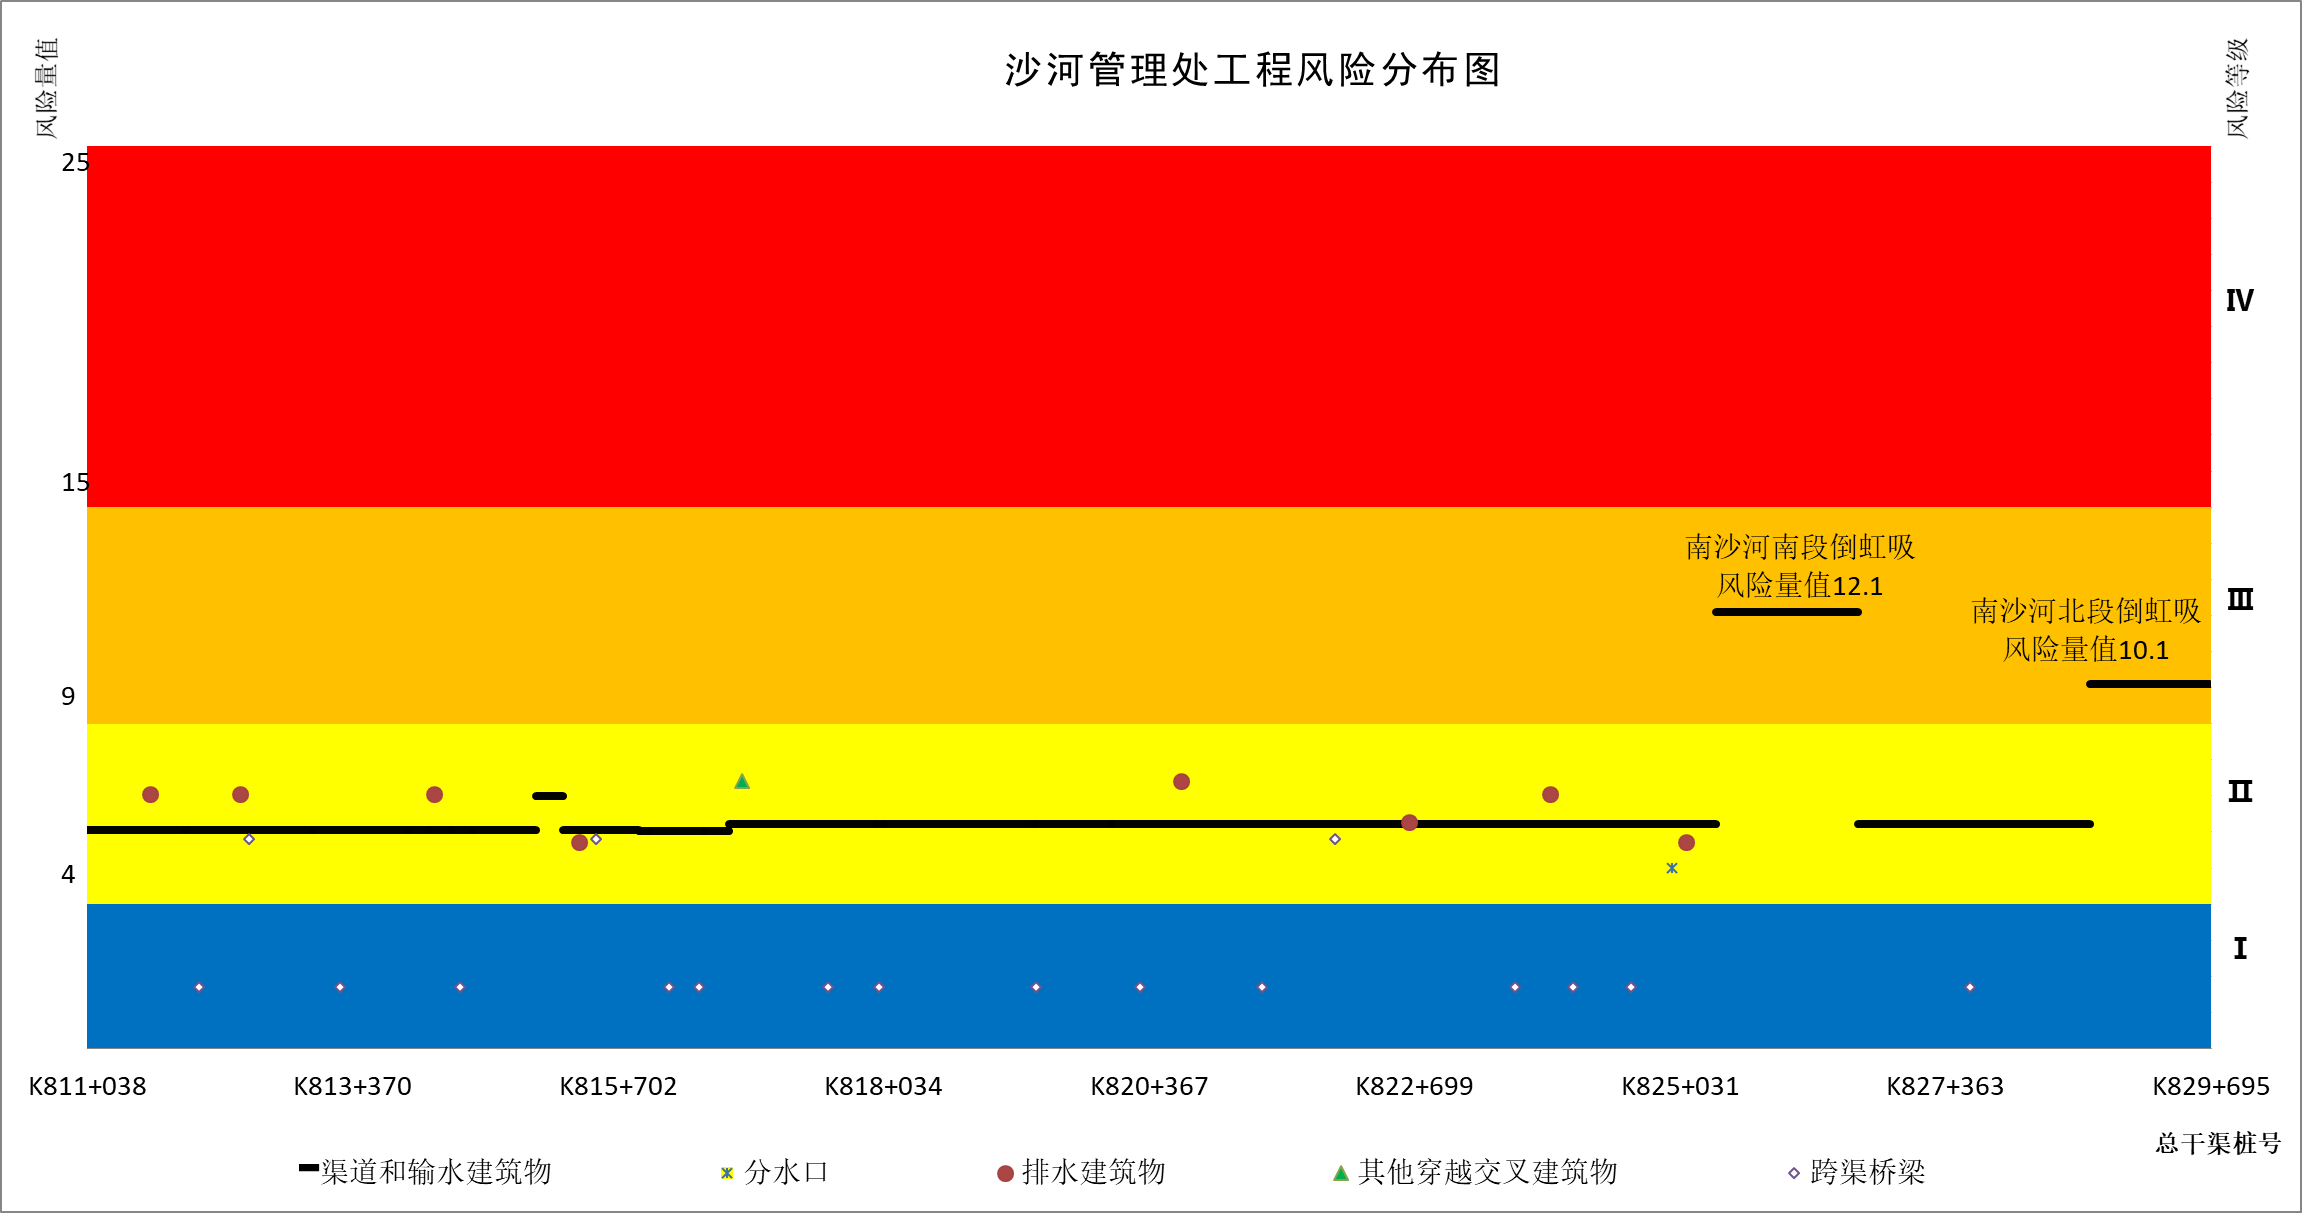 沙河管理处工程风险分布图
风险量值
风险等级
25
15
9
4
Ⅳ
Ⅲ
Ⅱ
Ⅰ
南沙河南段倒虹吸
风险量值12.1
南沙河北段倒虹吸
风险量值10.1
K811+038
K813+370
K815+702
K818+034
K820+367
K822+699
K825+031
K827+363
K829+695
总干渠桩号
渠道和输水建筑物
分水口
排水建筑物
其他穿越交叉建筑物
跨渠桥梁